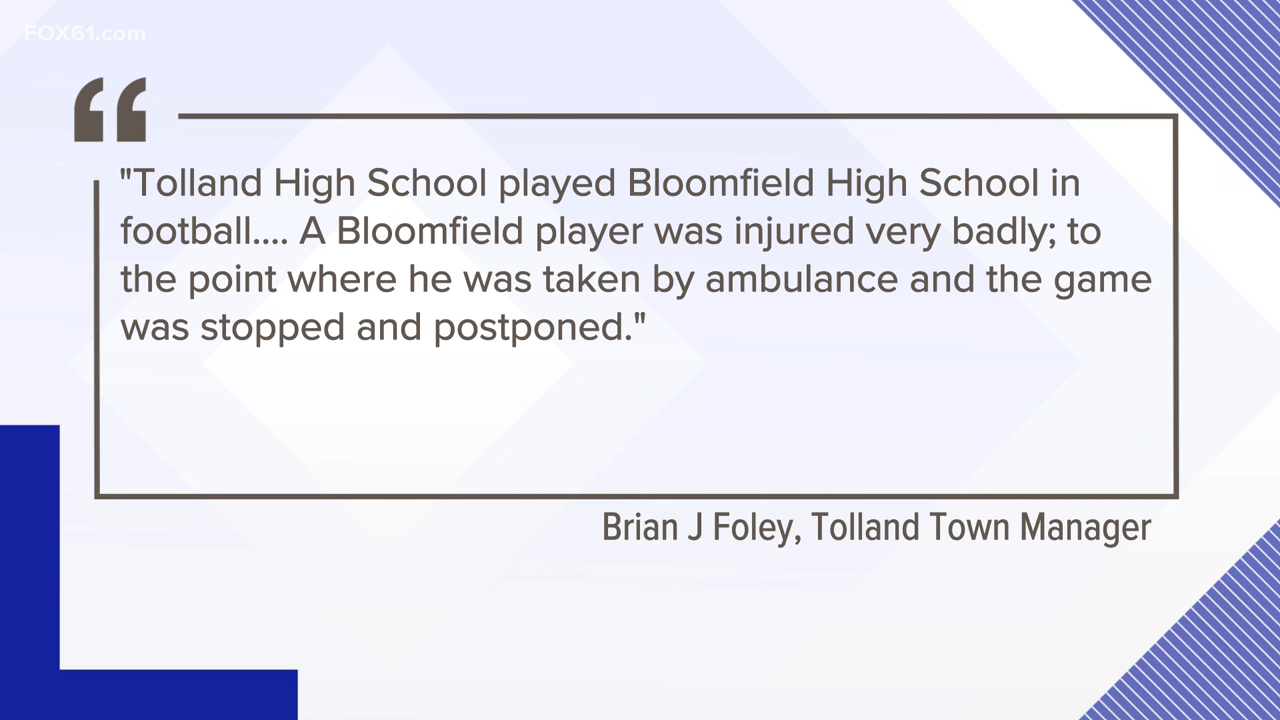 FOX61.com
"Tolland High School played Bloomfield High School in
football.... A Bloomfield player was injured very badly; to
the point where he was taken by ambulance and the game
was stopped and postponed."
Brian J Foley, Tolland Town Manager